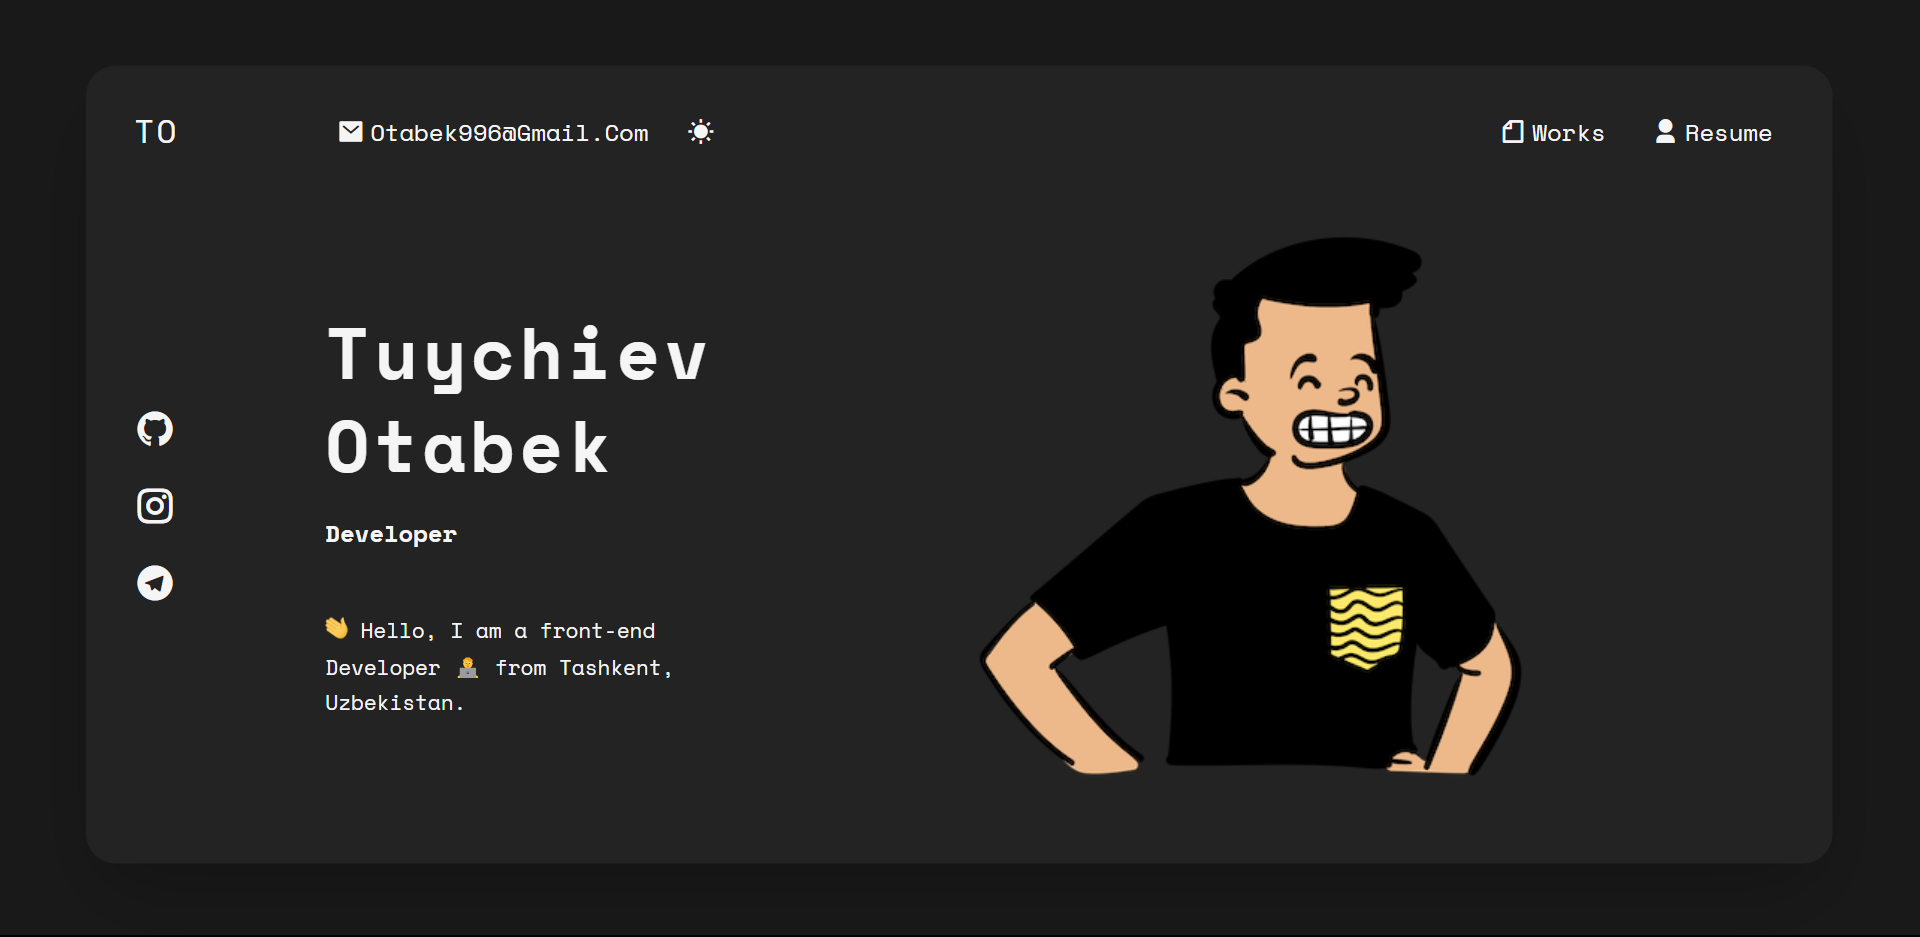 TO
Otabek996@Gmail.Com
Works
Resume
Tuychiev
Otabek
Developer
👋 Hello, I am a front-end
Developer 🧑‍💻 from Tashkent,
Uzbekistan.